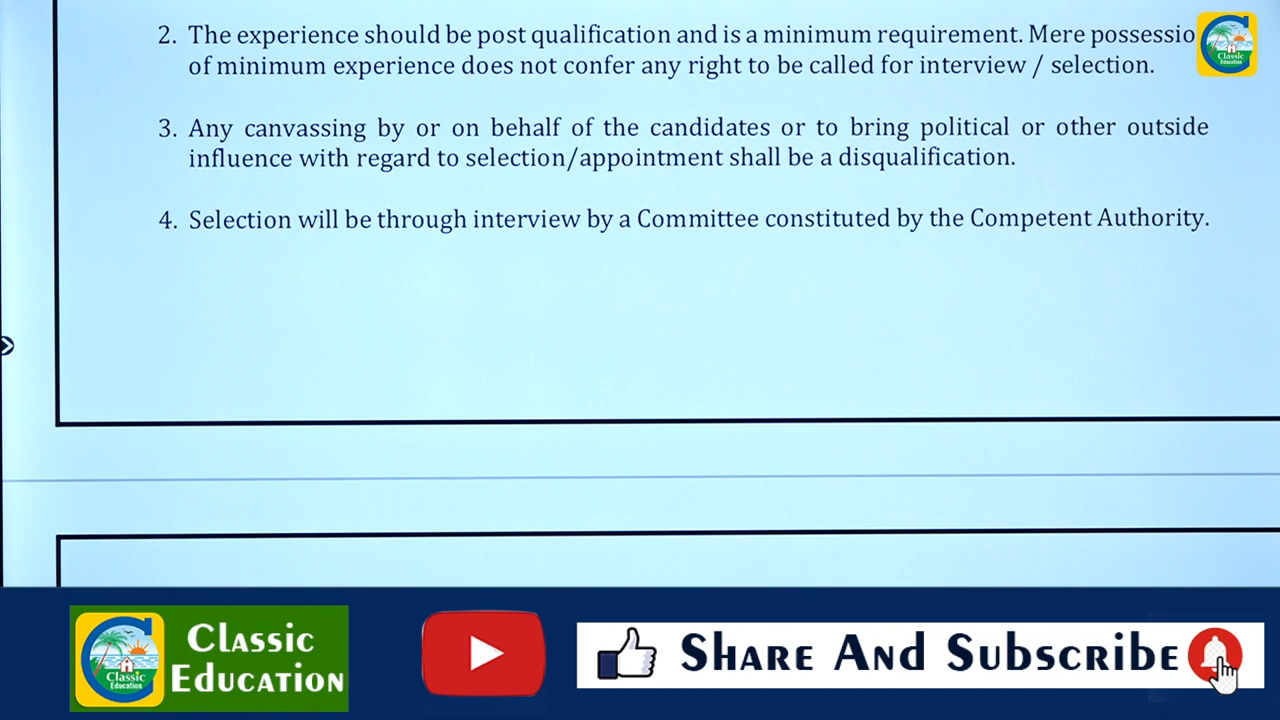 2. The experience should be post qualification and is a minimum requirement. Mere possessio
of minimum experience does not confer any right to be called for interview / selection.
3. Any canvassing by or on behalf of the candidates or to bring political or other outside
influence with regard to selection/appointment shall be a disqualification.
4. Selection will be through interview by a Committee constituted by the Competent Authority.
Classic
Education
Classic
Education
Classic
Education
Share And Subscribe